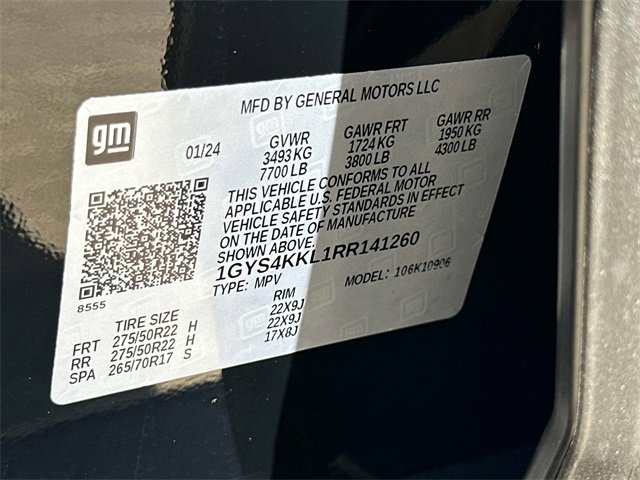 MFD BY GENERAL MOTORS LLC
gm
01/24 GVWR GAWR FRT GAWR RR
3493 KG 1724 KG 1950 KG
7700 LB 3800 LB 4300 LB
THIS VEHICLE CONFORMS TO ALL
APPLICABLE U.S. FEDERAL MOTOR
VEHICLE SAFETY STANDARDS IN EFFECT
ON THE DATE OF MANUFACTURE
SHOWN ABOVE.
1GYS4KKL1RR141260
TYPE: MPV MODEL: 106K10906
8555
TIRE SIZE RIM
FRT 275/50R22 H 22X9J
RR 275/50R22 H 22X9J
SPA 265/70R17 S 17X8J